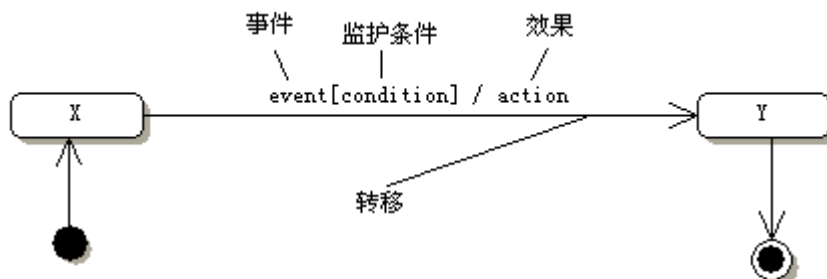 事件
监护条件
效果
event[condition] / action
X
Y
转移